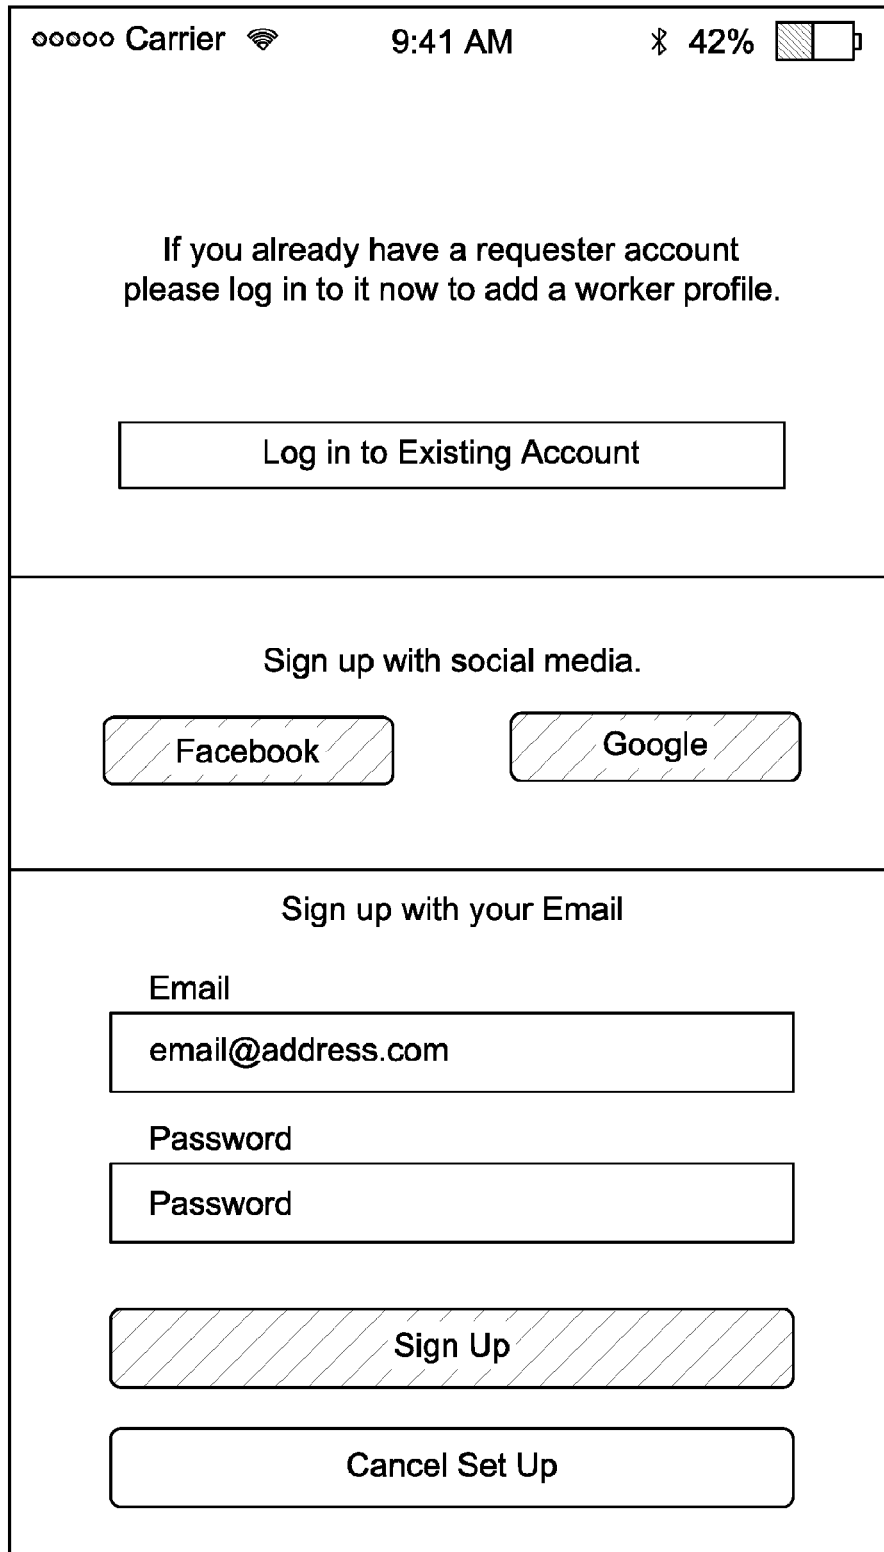 Carrier 9:41 AM 42%
If you already have a requester account
please log in to it now to add a worker profile.
Log in to Existing Account
Sign up with social media.
Facebook Google
Sign up with your Email
Email
email@address.com
Password
Password
Sign Up
Cancel Set Up